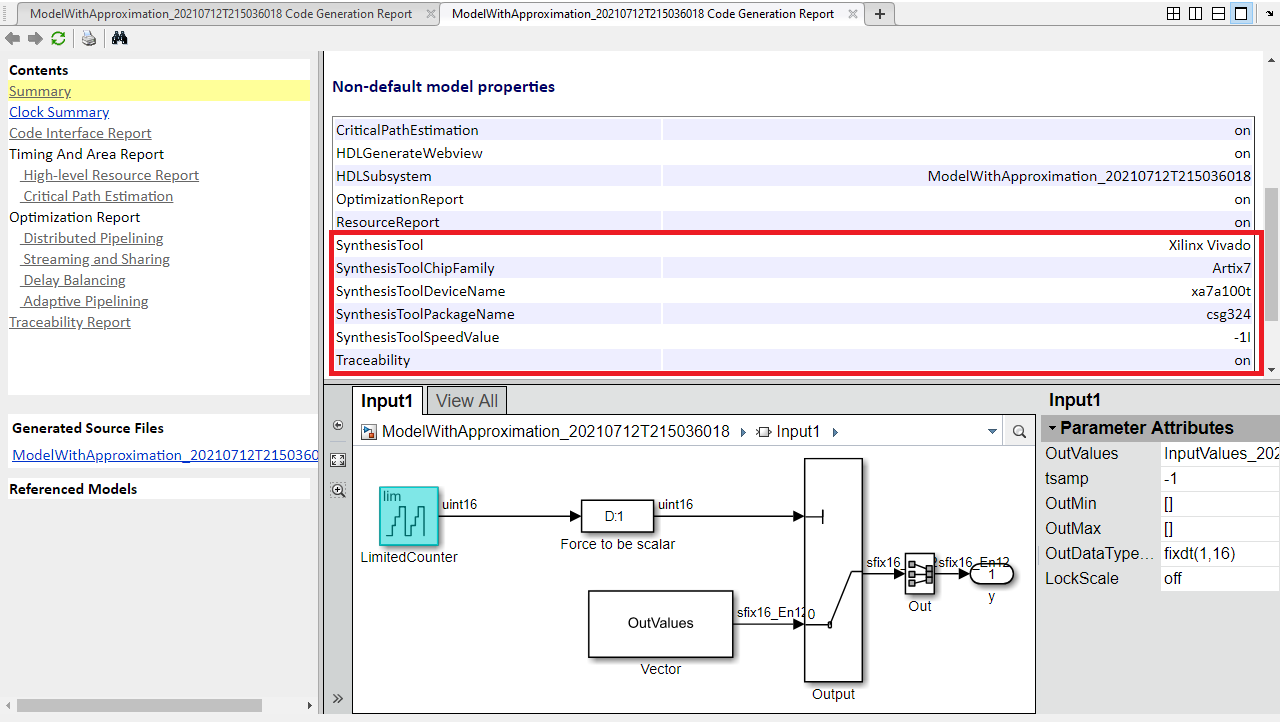 ModelWithApproximation_20210712T215036018 Code Generation Report
ModelWithApproximation_20210712T215036018 Code Generation Report
Contents
Summary
Clock Summary
Code Interface Report
Timing And Area Report
High-level Resource Report
Critical Path Estimation
Optimization Report
Distributed Pipelining
Streaming and Sharing
Delay Balancing
Adaptive Pipelining
Traceability Report
Generated Source Files
ModelWithApproximation_20210712T2150360
Referenced Models
Non-default model properties
CriticalPathEstimation on
HDLGenerateWebview on
HDLSubsystem ModelWithApproximation_20210712T215036018
OptimizationReport on
ResourceReport on
SynthesisTool Xilinx Vivado
SynthesisToolChipFamily Artix7
SynthesisToolDeviceName xa7a100t
SynthesisToolPackageName csg324
SynthesisToolSpeedValue -1I
Traceability on
Input1 View All
ModelWithApproximation_20210712T215036018 Input1
lim
uint16
LimitedCounter
D:1
uint16
Force to be scalar
OutValues
Vector
sfix16_En12
0
Output
sfix16_
Out
sfix16_En12
1
y
Input1
Parameter Attributes
OutValues InputValues_202
tsamp -1
OutMin []
OutMax []
OutDataType... fixdt(1,16)
LockScale off